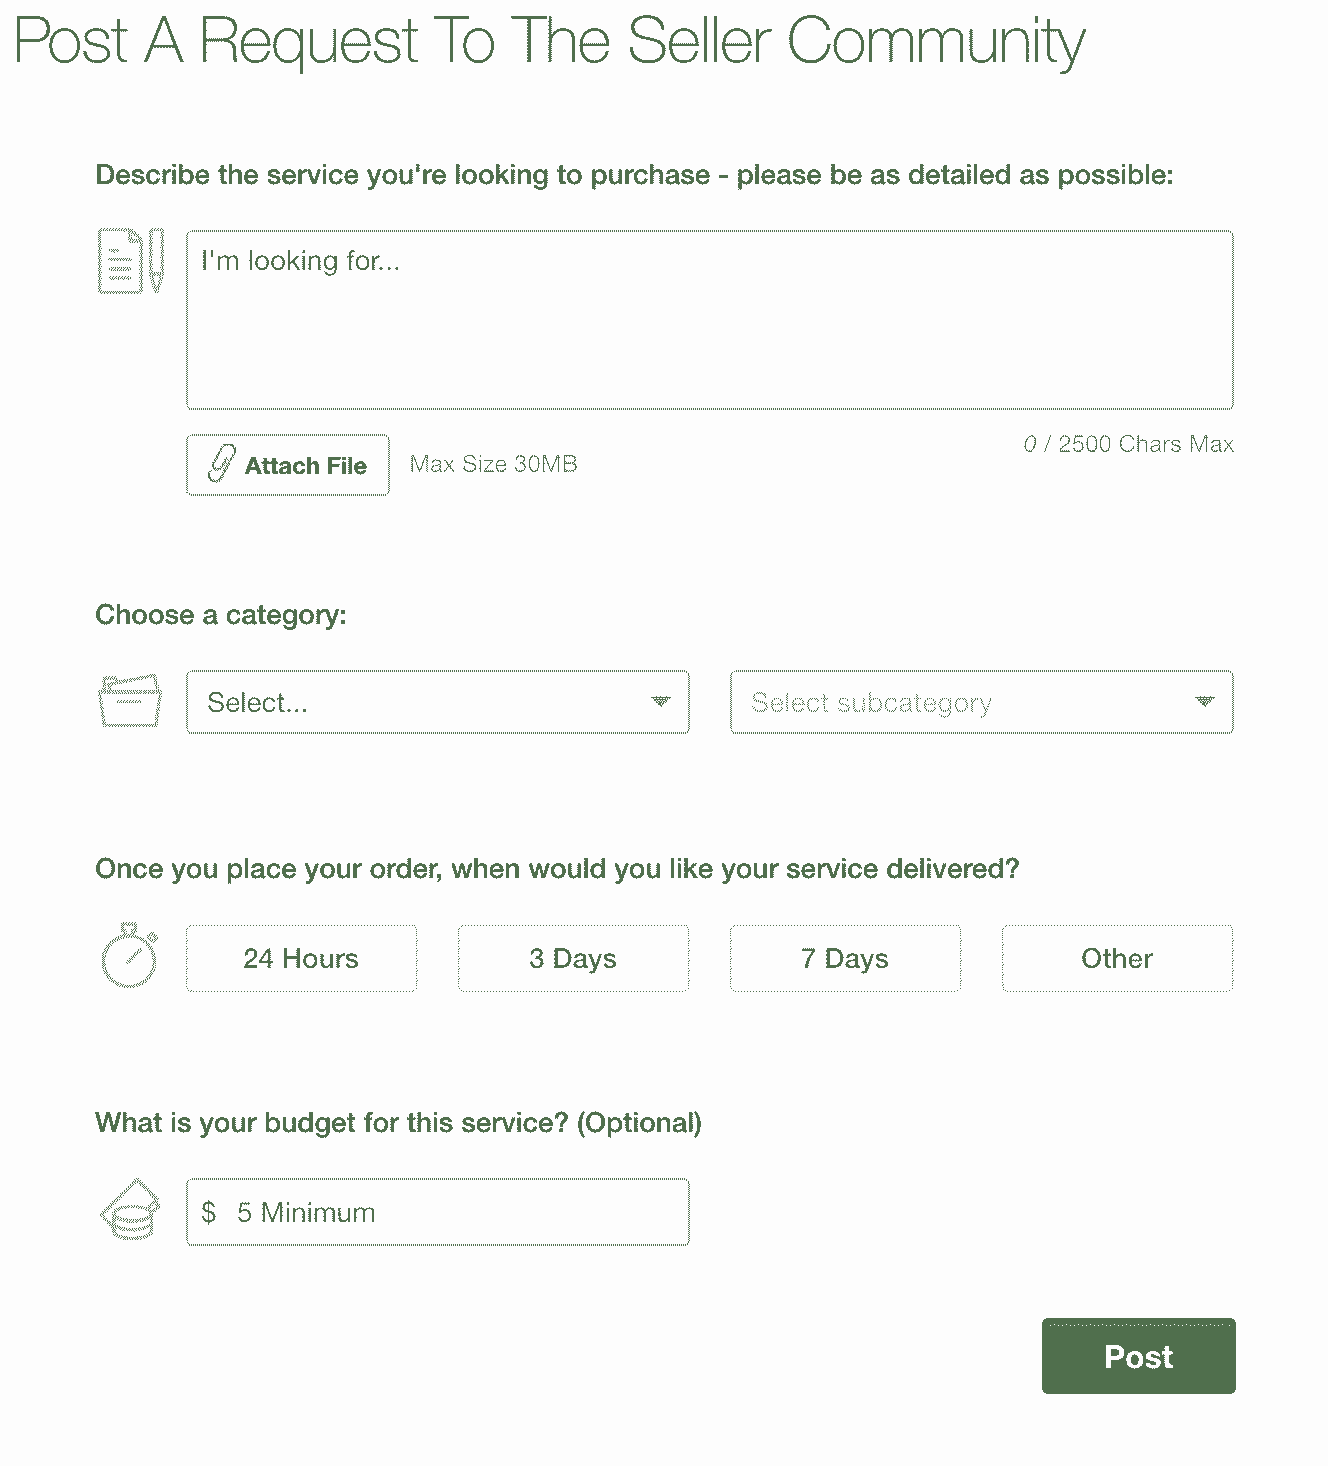 Post A Request To The Seller Community
Describe the service you're looking to purchase - please be as detailed as possible:
I'm looking for...
Attach File Max Size 30MB 0 / 2500 Chars Max
Choose a category:
Select... Select subcategory
Once you place your order, when would you like your service delivered?
24 Hours 3 Days 7 Days Other
What is your budget for this service? (Optional)
$ 5 Minimum
Post